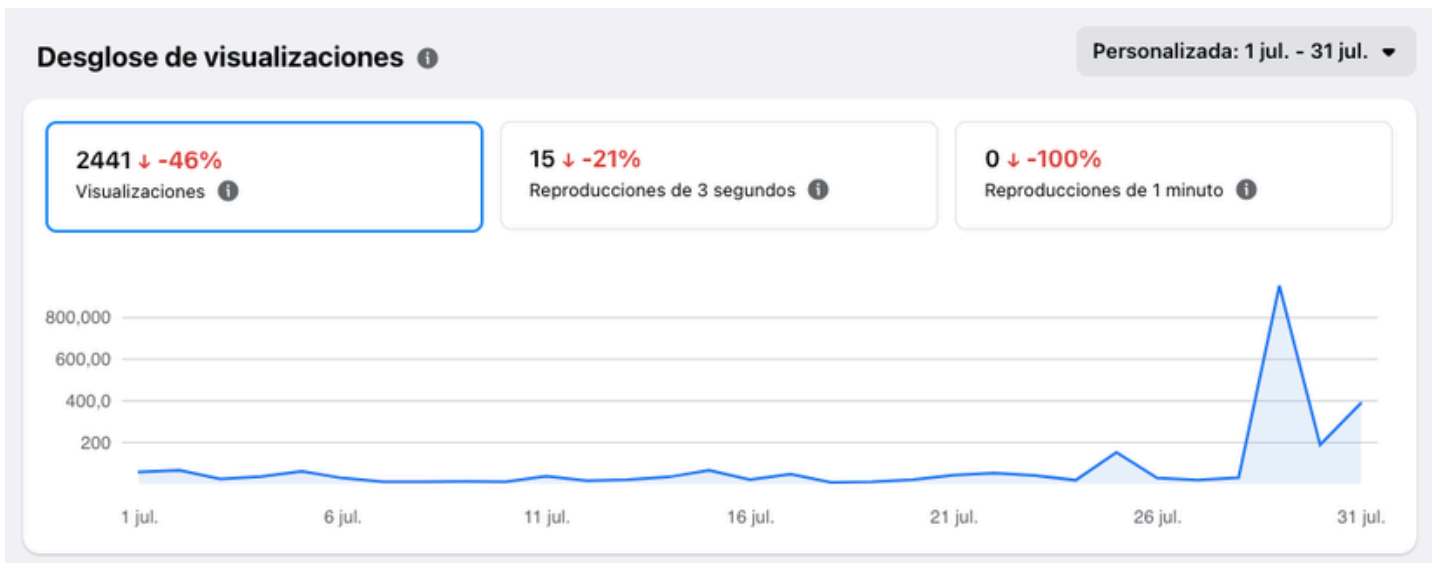 Desglose de visualizaciones
Personalizada: 1 jul. - 31 jul.
2441 ↓ -46%
Visualizaciones
15 ↓ -21%
Reproducciones de 3 segundos
0 ↓ -100%
Reproducciones de 1 minuto
800,000
600,00
400,0
200
1 jul. 6 jul. 11 jul. 16 jul. 21 jul. 26 jul. 31 jul.